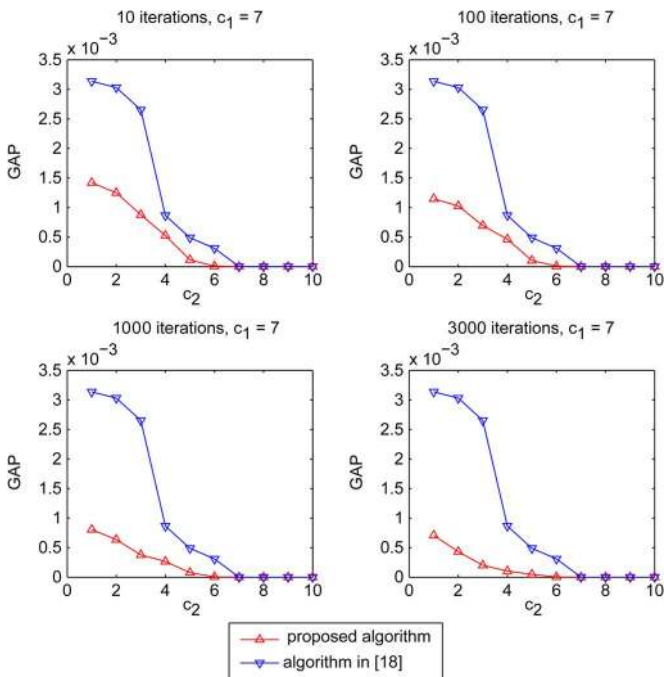 10 iterations, c1 = 7
x 10−3
3.5
3
2.5
2
1.5
1
0.5
0
GAP
0 2 4 6 8 10
c2
100 iterations, c1 = 7
x 10−3
3.5
3
2.5
2
1.5
1
0.5
0
GAP
0 2 4 6 8 10
c2
1000 iterations, c1 = 7
x 10−3
3.5
3
2.5
2
1.5
1
0.5
0
GAP
0 2 4 6 8 10
c2
3000 iterations, c1 = 7
x 10−3
3.5
3
2.5
2
1.5
1
0.5
0
GAP
0 2 4 6 8 10
c2
proposed algorithm
algorithm in [18]